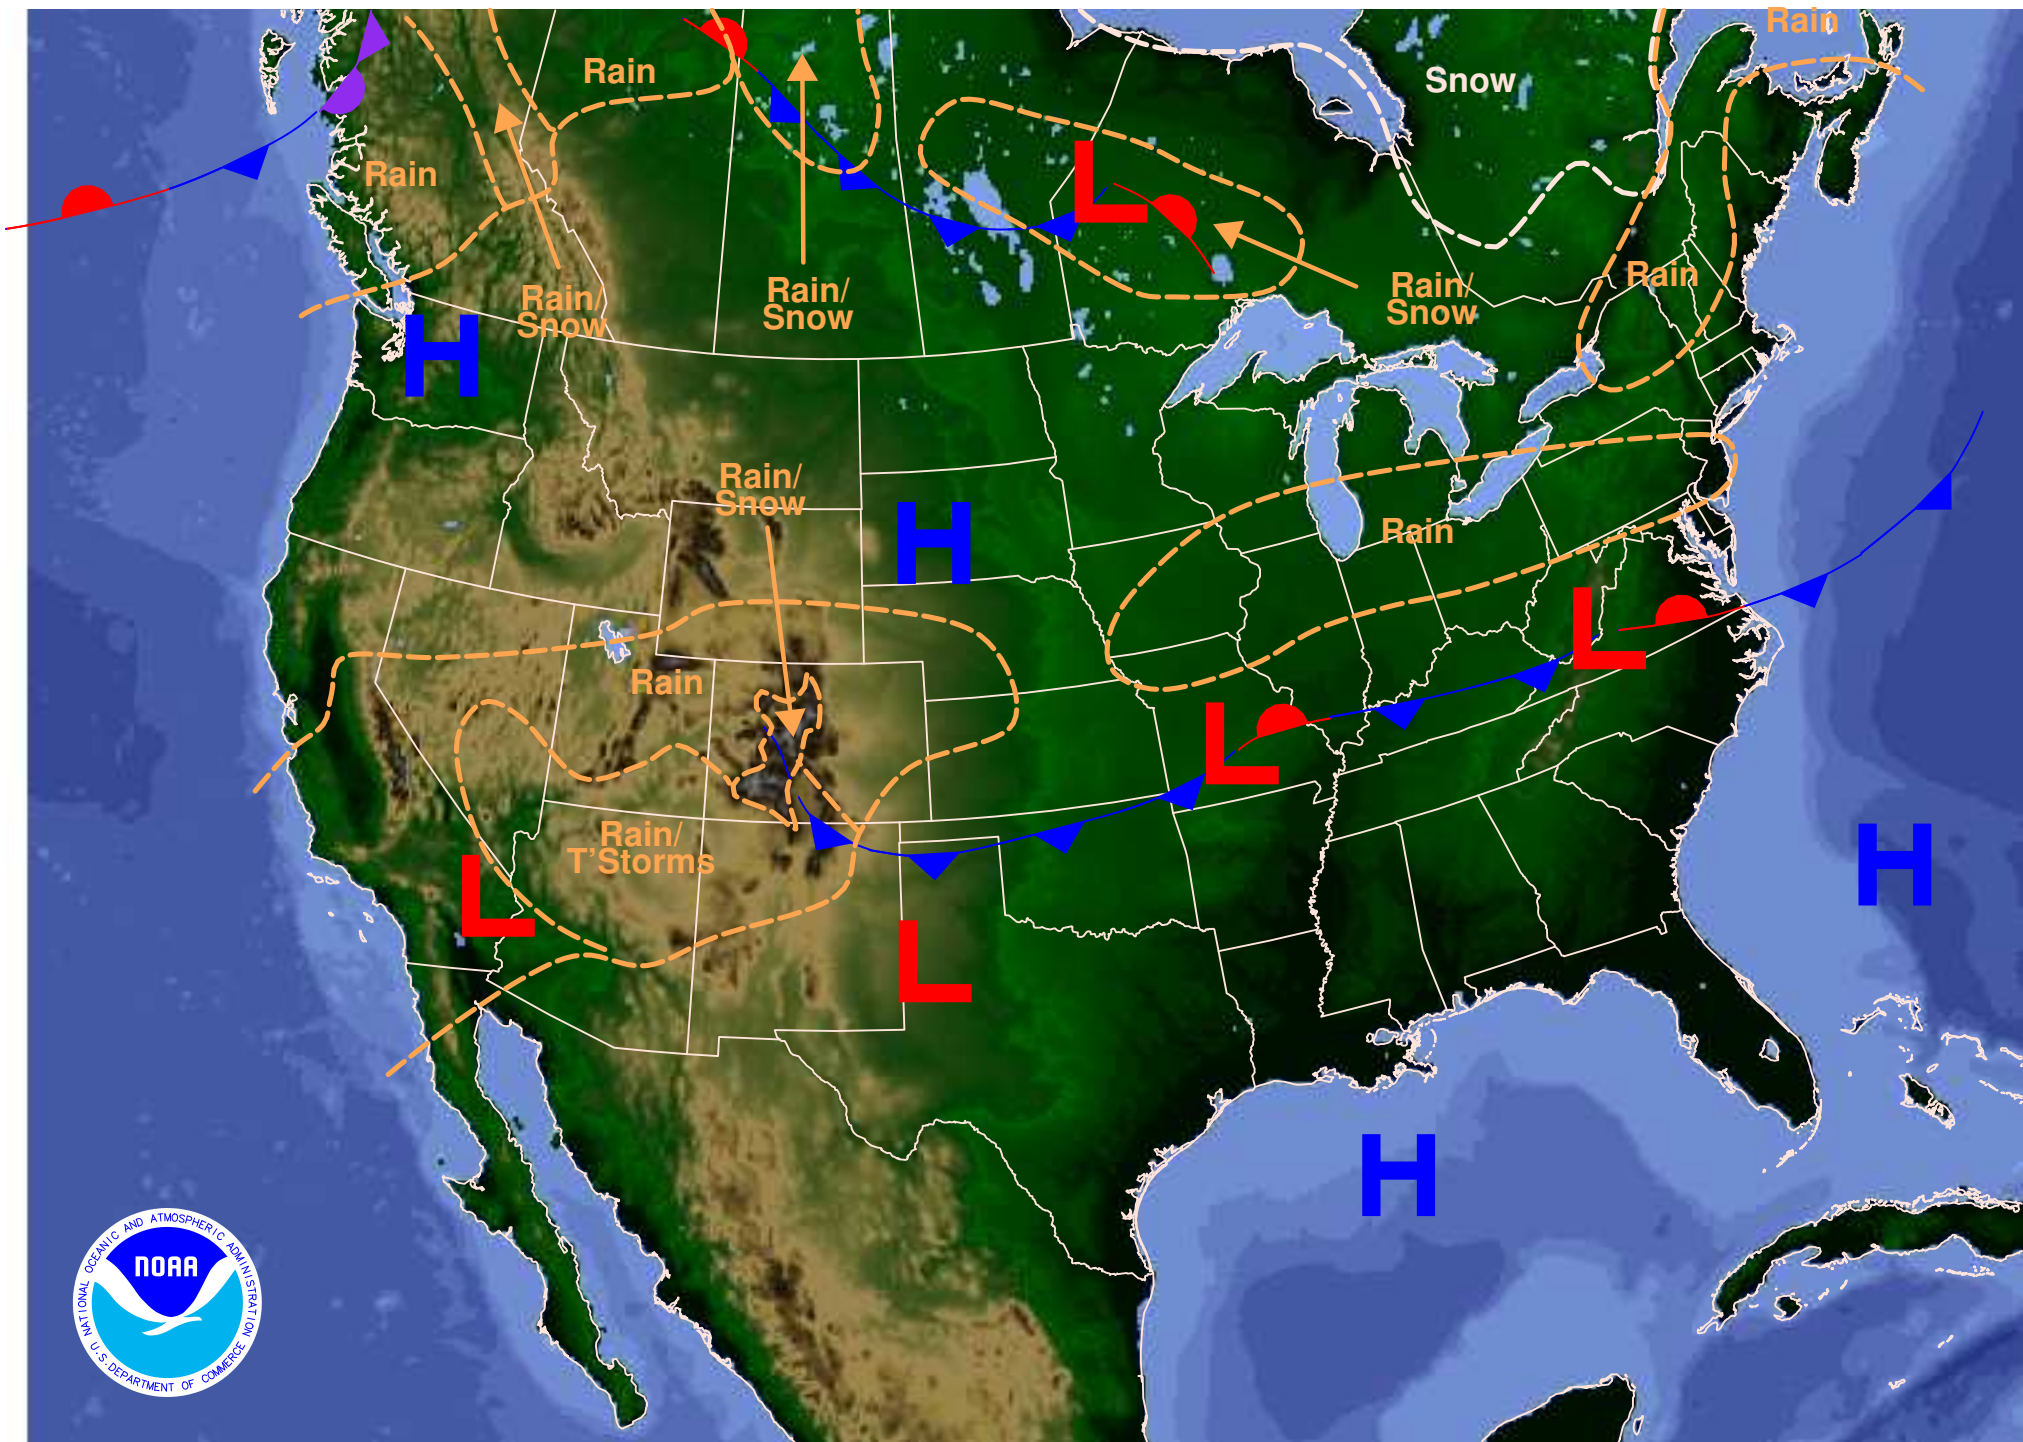 Rain
Rain
Snow
Rain
Rain/
Snow
Rain/
Snow
Rain/
Snow
Rain
L
H
Rain/
Snow
H
Rain
L
Rain
L
Rain/
T'Storms
L
L
H
H
NOAA
NATIONAL OCEANIC AND ATMOSPHERIC ADMINISTRATION
U.S. DEPARTMENT OF COMMERCE